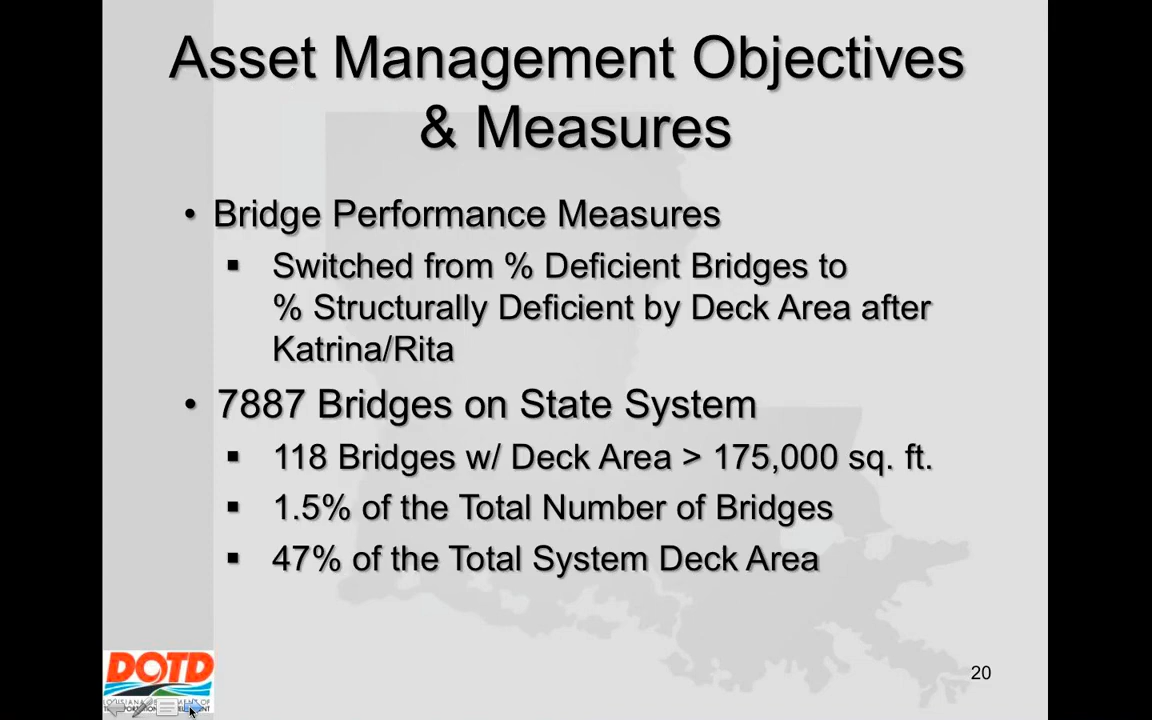 Asset Management Objectives
& Measures
• Bridge Performance Measures
▪ Switched from % Deficient Bridges to
% Structurally Deficient by Deck Area after
Katrina/Rita
• 7887 Bridges on State System
▪ 118 Bridges w/ Deck Area > 175,000 sq. ft.
▪ 1.5% of the Total Number of Bridges
▪ 47% of the Total System Deck Area
DOTD
20